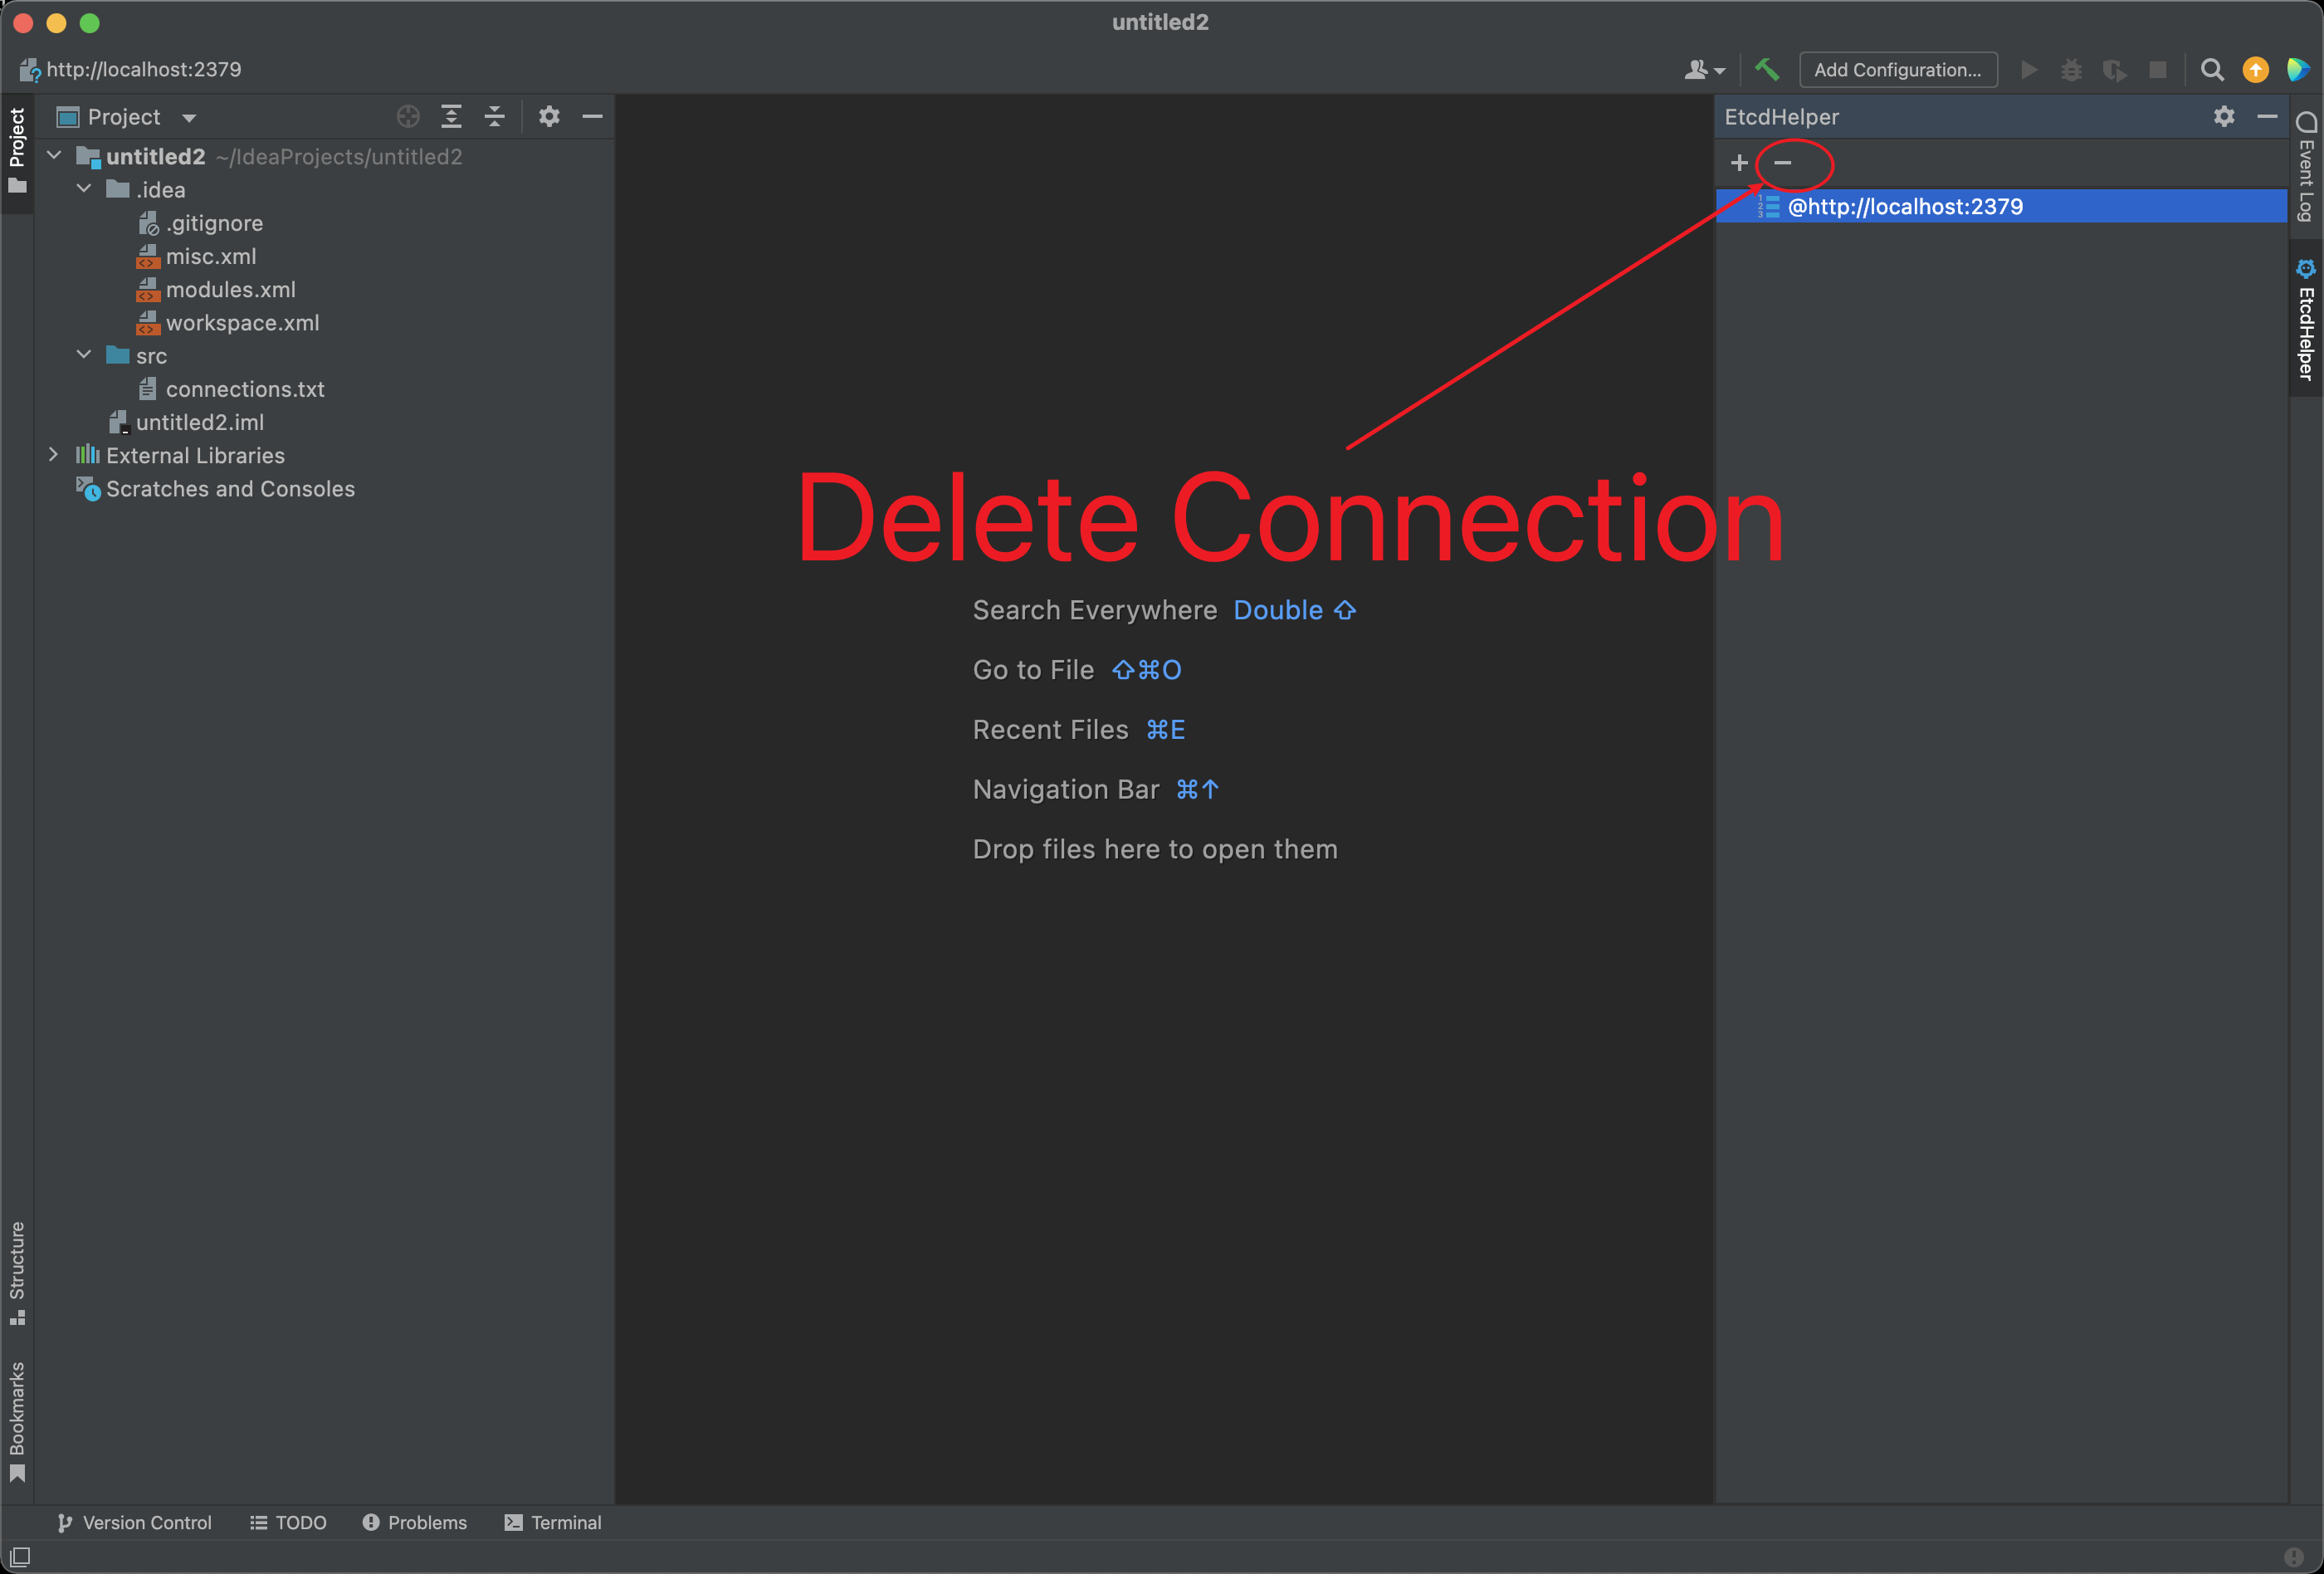 untitled2
http://localhost:2379
Add Configuration...
Project
Project
untitled2 ~/IdeaProjects/untitled2
.idea
.gitignore
misc.xml
modules.xml
workspace.xml
src
connections.txt
untitled2.iml
External Libraries
Scratches and Consoles
Structure
Bookmarks
Delete Connection
Search Everywhere Double ⇧
Go to File ⇧⌘O
Recent Files ⌘E
Navigation Bar ⌘↑
Drop files here to open them
EtcdHelper
@http://localhost:2379
Event Log
EtcdHelper
Version Control
TODO
Problems
Terminal